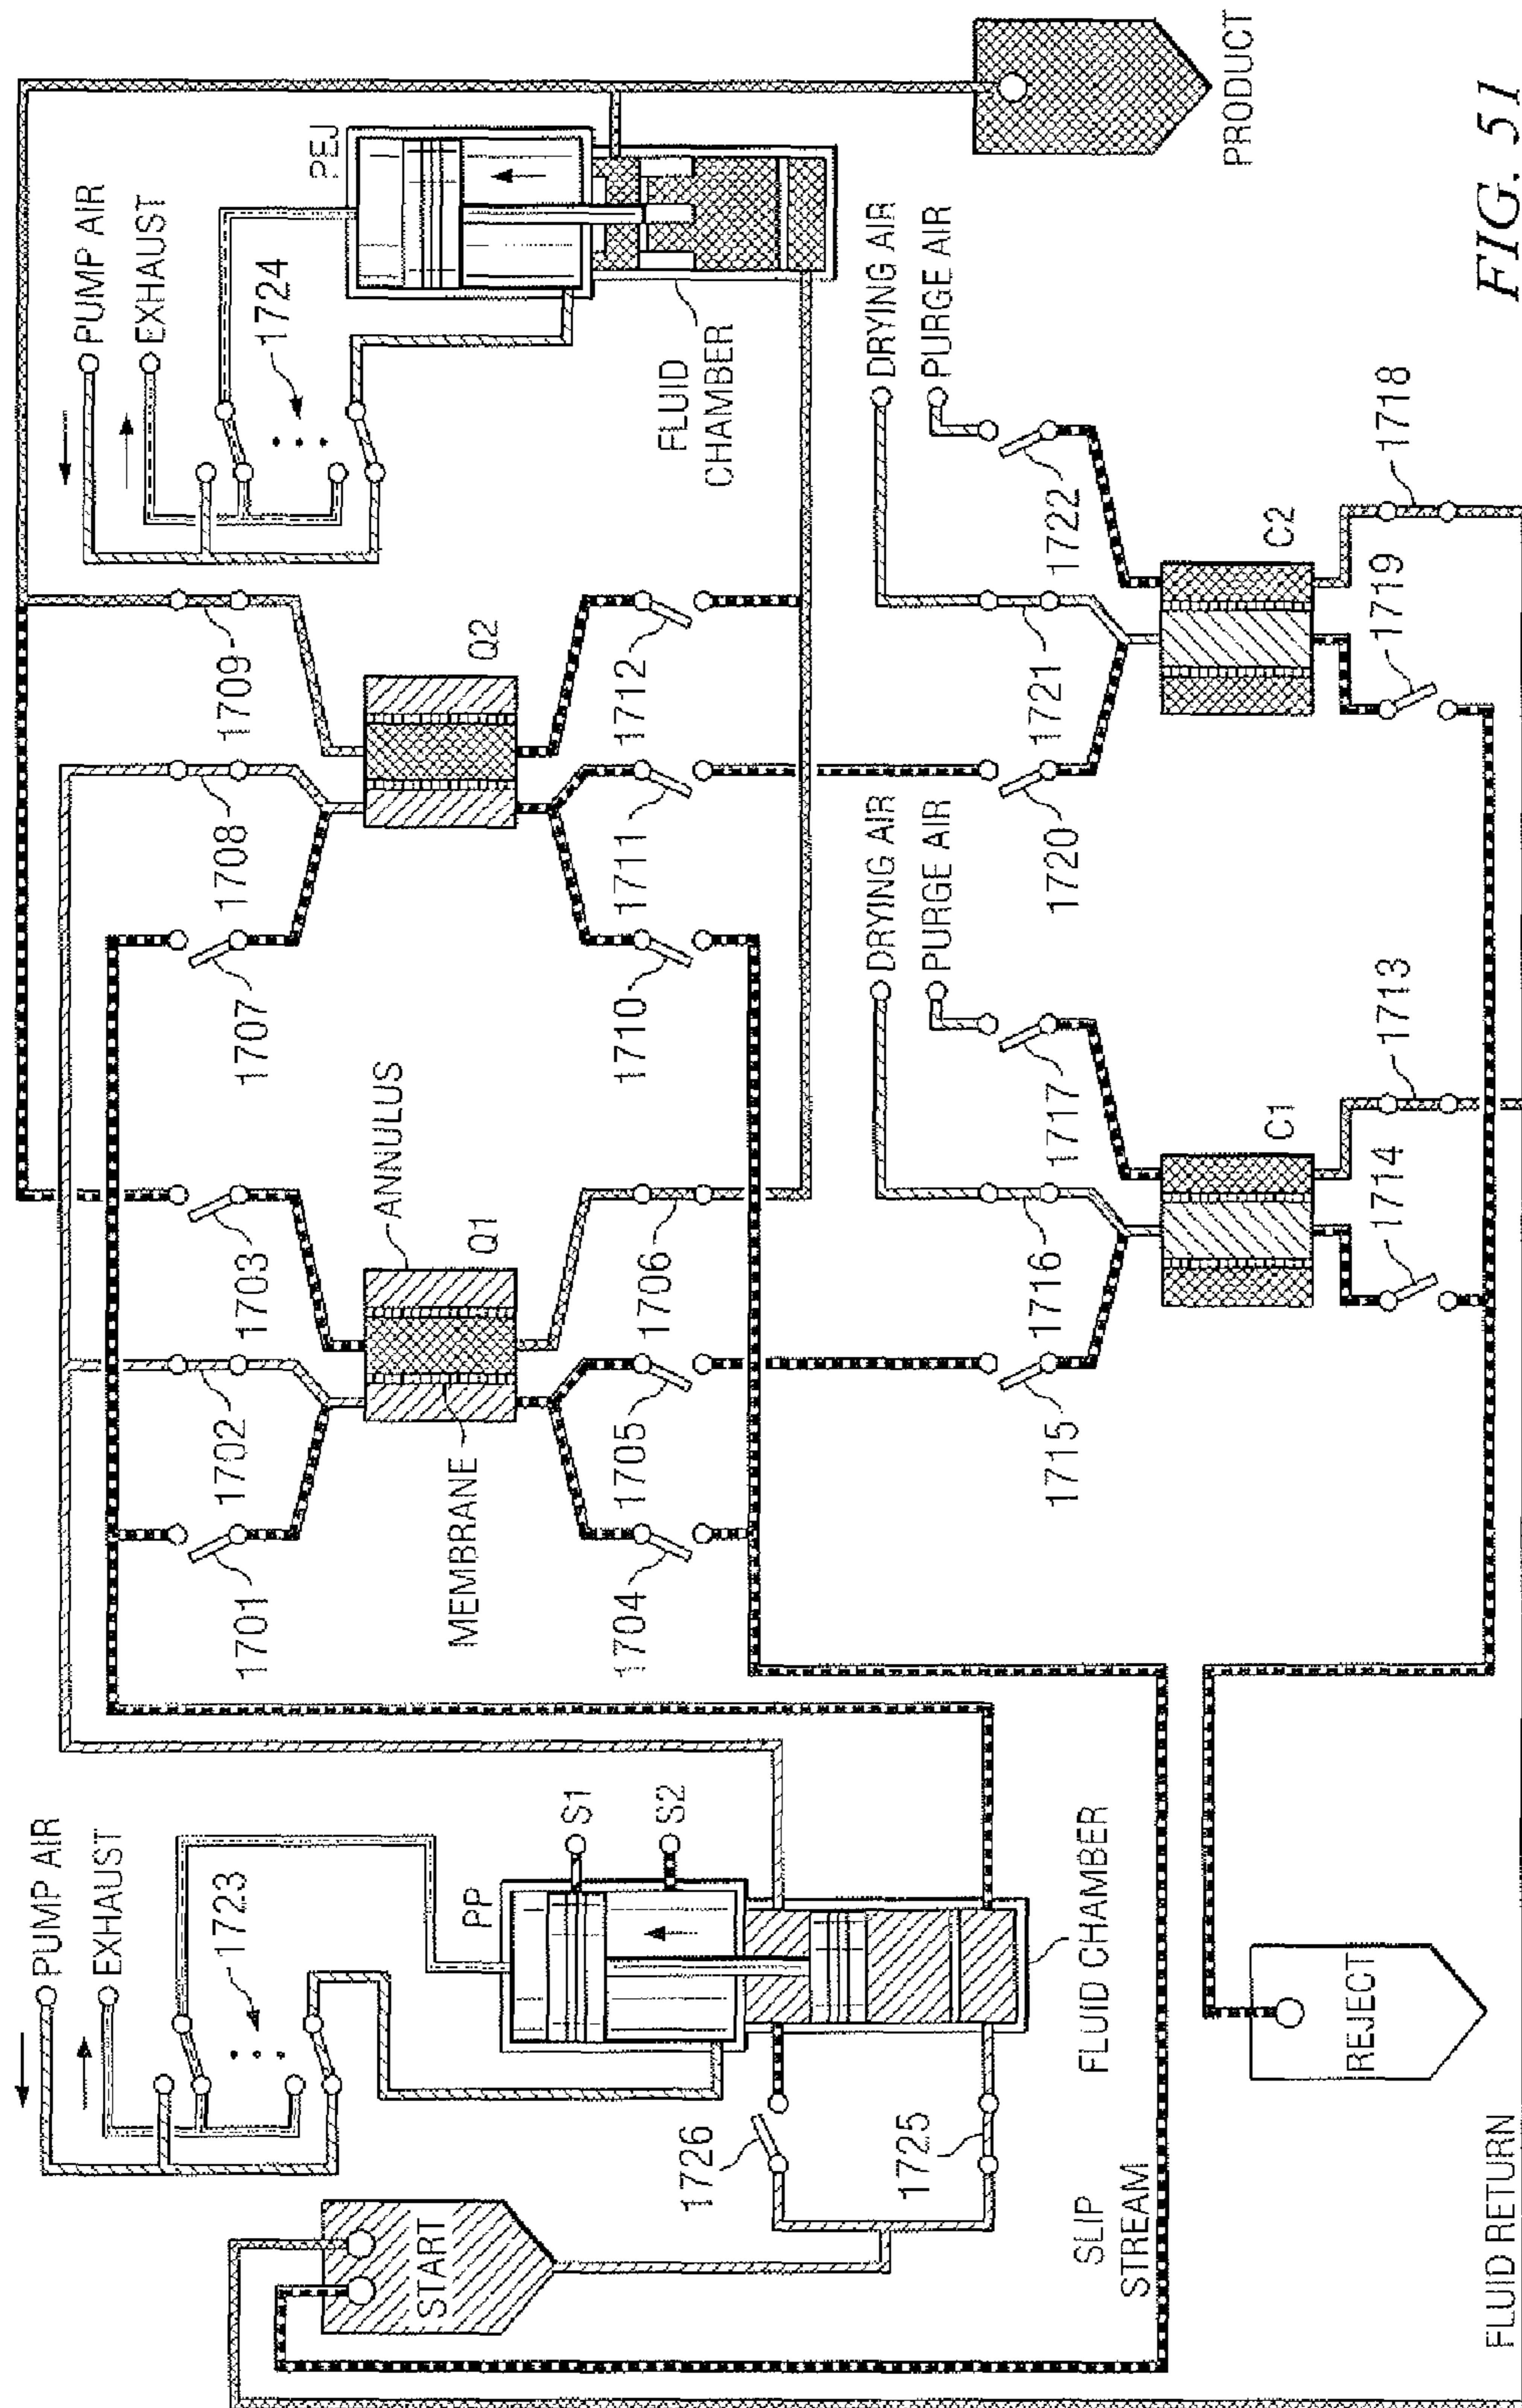 PUMP AIR
EXHAUST
1723
START
1726
1725
SLIP
STREAM
PP
S1
S2
FLUID CHAMBER
REJECT
FLUID RETURN
1701
1702
1703
MEMBRANE
ANNULUS
Q1
1704
1705
1706
1707
1708
1709
Q2
1710
1711
1712
PUMP AIR
EXHAUST
1724
PEJ
FLUID
CHAMBER
PRODUCT
DRYING AIR
PURGE AIR
1715
1716
1717
C1
1714
1713
DRYING AIR
PURGE AIR
1720
1721
1722
C2
1719
1718
FIG. 51